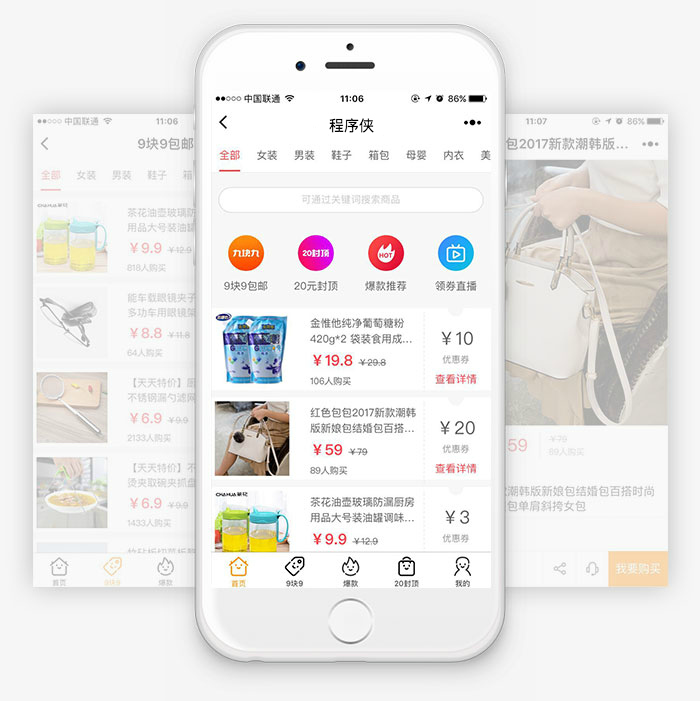 中国联通
11:06
9块9包邮
全部 女装 男装 鞋子 箱
茶花油壶玻璃防
用品大号装油罐
￥9.9 ￥12.9
818人购买
能车载眼镜夹子
多功车用眼镜架
￥8.8 ￥11.8
64人购买
【天天特价】厨
不锈钢漏勺滤网
￥6.9 ￥9.9
2133人购买
【天天特价】不
烫夹取碗夹抓盘
￥6.9 ￥9.9
1433人购买
首页 9块9 爆款
中国联通 11:06 86%
程序侠
全部 女装 男装 鞋子 箱包 母婴 内衣 美
可通过关键词搜索商品
九块九 20封顶 HOT
9块9包邮 20元封顶 爆款推荐 领券直播
金惟他纯净葡萄糖粉
420g*2 袋装食用成...
￥19.8 ￥29.8
106人购买
￥10
优惠券
查看详情
红色包包2017新款潮韩
版新娘包结婚包百搭...
￥59 ￥79
89人购买
￥20
优惠券
查看详情
CHAHUA茶花
茶花油壶玻璃防漏厨房
用品大号装油罐调味...
￥9.9 ￥12.9
￥3
优惠券
首页 9块9 爆款 20封顶 我的
11:07 86%
包2017新款潮韩版...
59 ￥79
89人购买
潮韩版新娘包结婚包百搭时尚
包单肩斜挎女包
我要购买